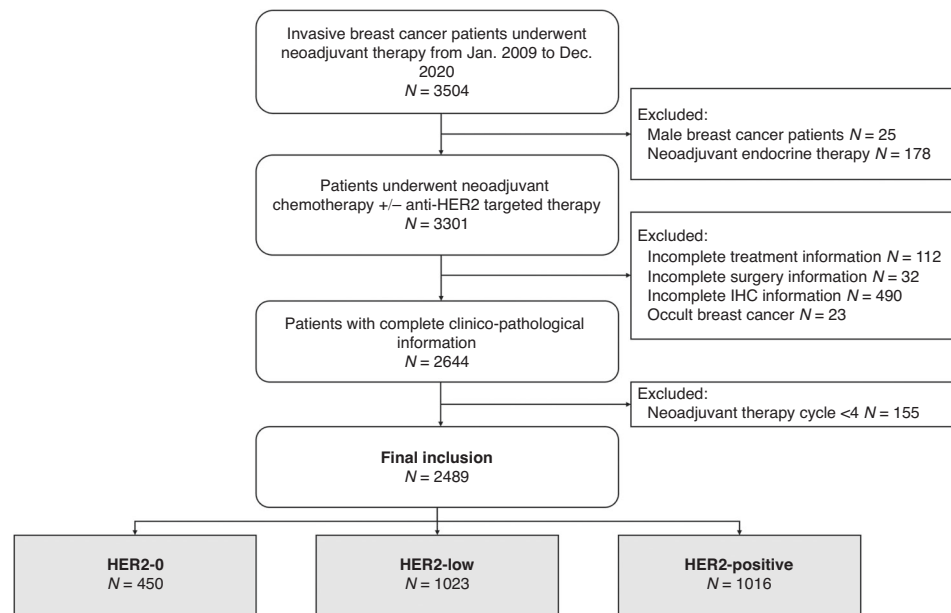 Invasive breast cancer patients underwent
neoadjuvant therapy from Jan. 2009 to Dec.
2020
N = 3504
Excluded:
Male breast cancer patients N = 25
Neoadjuvant endocrine therapy N = 178
Patients underwent neoadjuvant
chemotherapy +/– anti-HER2 targeted therapy
N = 3301
Excluded:
Incomplete treatment information N = 112
Incomplete surgery information N = 32
Incomplete IHC information N = 490
Occult breast cancer N = 23
Patients with complete clinico-pathological
information
N = 2644
Excluded:
Neoadjuvant therapy cycle <4 N = 155
Final inclusion
N = 2489
HER2-0
N = 450
HER2-low
N = 1023
HER2-positive
N = 1016